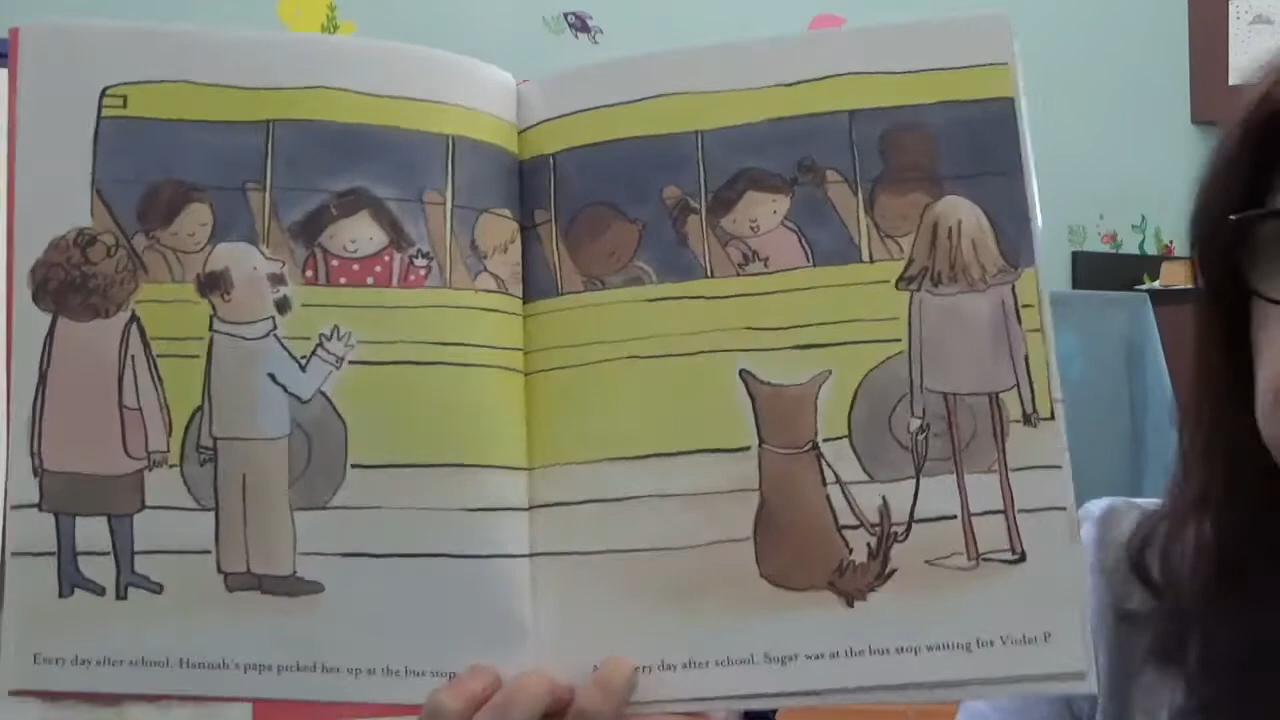 Every day after school, Hannah's papa picked her up at the bus stop
ery day after school, Sugar was at the bus stop waiting for Violet P